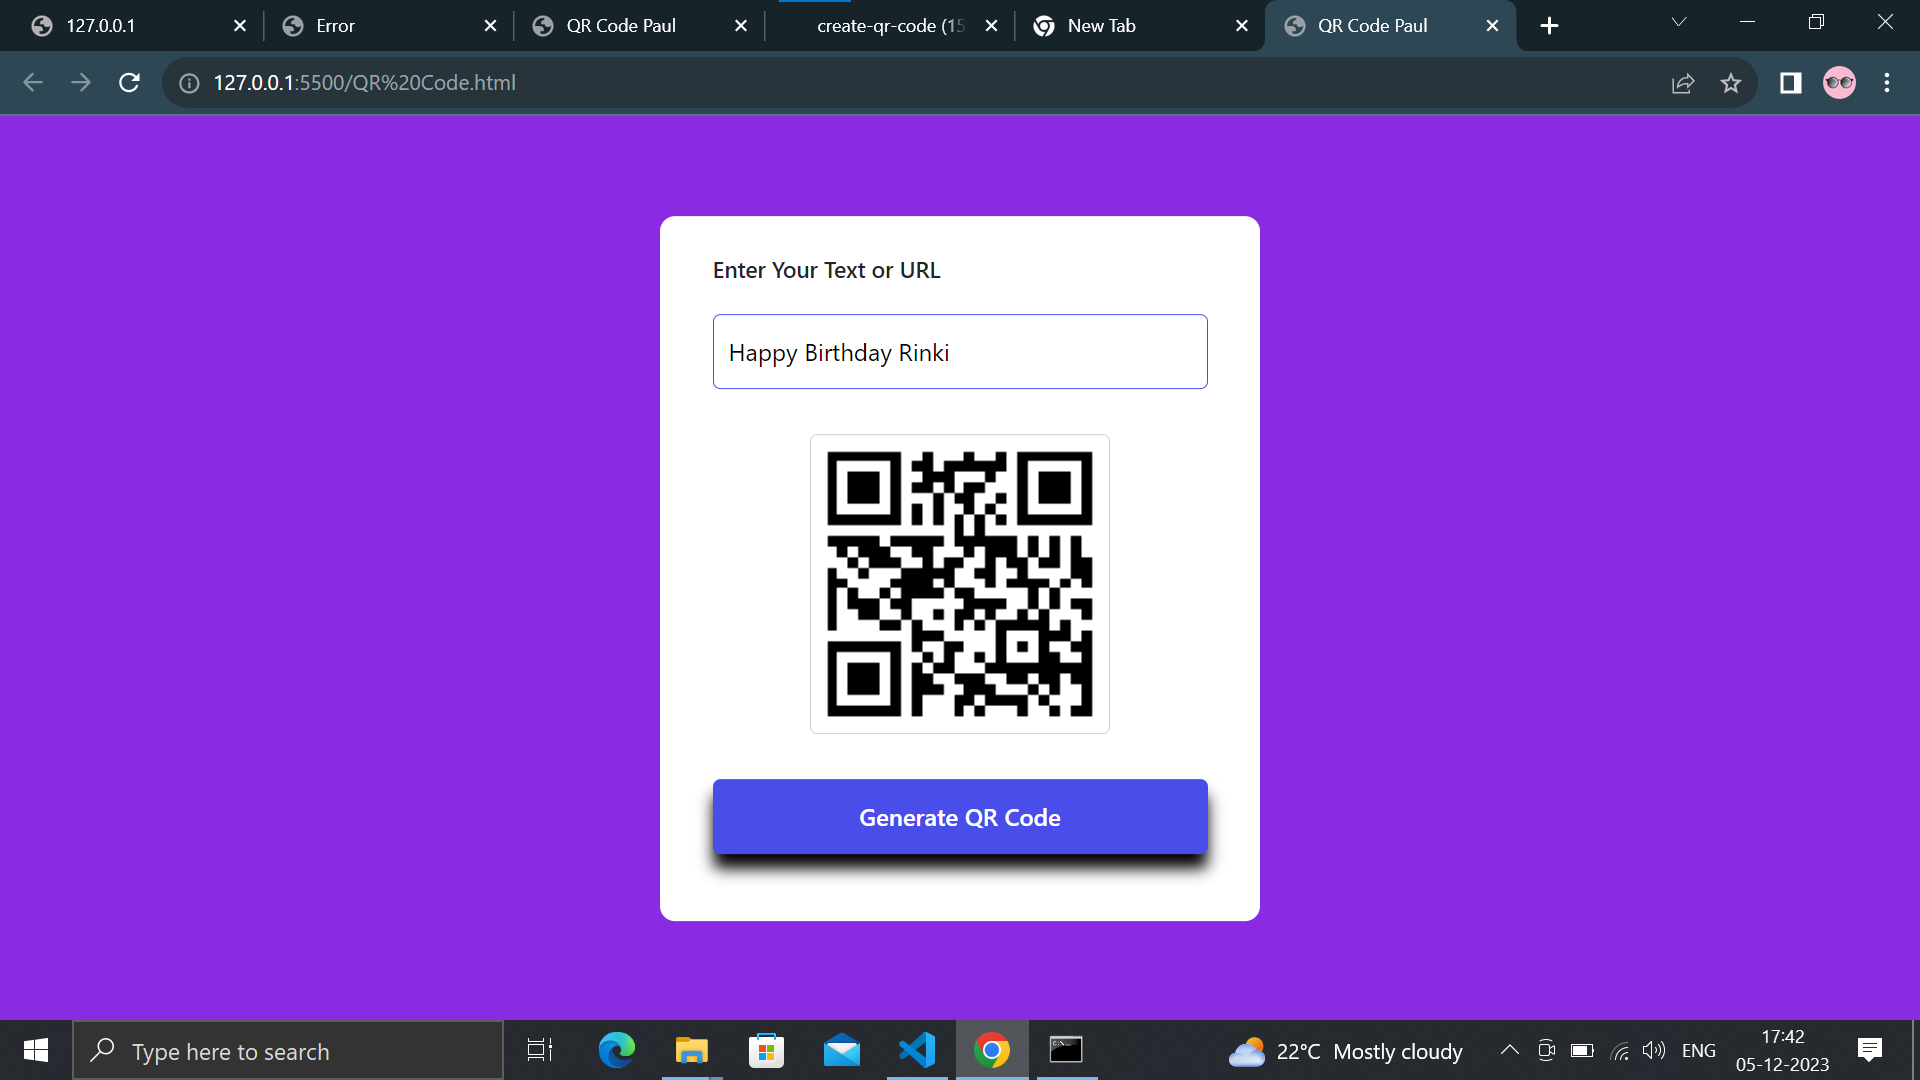 127.0.0.1
Error
QR Code Paul
create-qr-code (15
New Tab
QR Code Paul
127.0.0.1:5500/QR%20Code.html
Enter Your Text or URL
Happy Birthday Rinki
Generate QR Code
Type here to search
22°C Mostly cloudy
ENG
17:42
05-12-2023